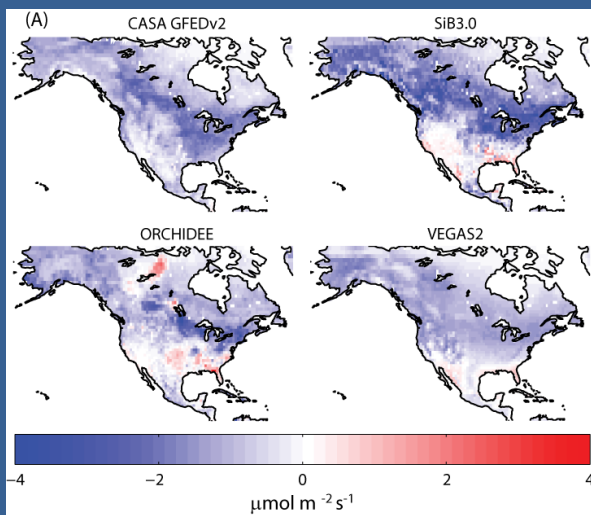 (A) CASA GFEDv2 SiB3.0
ORCHIDEE VEGAS2
−4 −2 0 2 4
μmol m -2 s-1